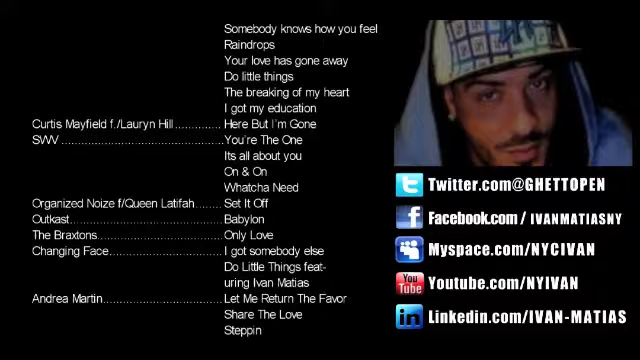 Somebody knows how you feel
Raindrops
Your love has gone away
Do little things
The breaking of my heart
I got my education
Curtis Mayfield f./Lauryn Hill ............. Here But I'm Gone
SWV ............................................ You're The One
Its all about you
On & On
Whatcha Need
Organized Noize f/Queen Latifah....... Set It Off
Outkast......................................... Babylon
The Braxtons.................................. Only Love
Changing Face............................... I got somebody else
Do Little Things feat-
uring Ivan Matias
Andrea Martin................................. Let Me Return The Favor
Share The Love
Steppin
Twitter.com@GHETTOPEN
Facebook.com / IVANMATIASNY
Myspace.com/NYCIVAN
You
Tube
Youtube.com/NYIVAN
in
Linkedin.com/IVAN-MATIAS